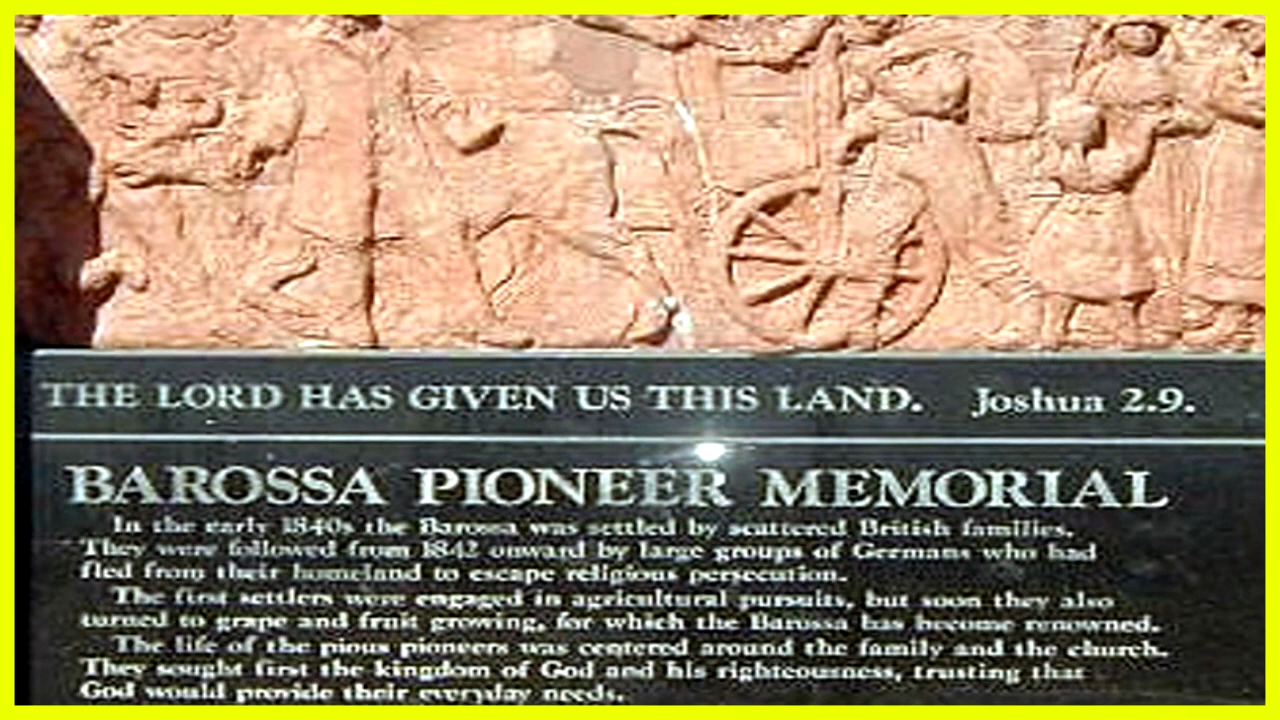 THE LORD HAS GIVEN US THIS LAND. Joshua 2.9.
BAROSSA PIONEER MEMORIAL
In the early 1840s the Barossa was settled by scattered British families.
They were followed from 1842 onward by large groups of Germans who had
fled from their homeland to escape religious persecution.
The first settlers were engaged in agricultural pursuits, but soon they also
turned to grape and fruit growing, for which the Barossa has become renowned.
The life of the pious pioneers was centered around the family and the church.
They sought first the kingdom of God and his righteousness, trusting that
God would provide their everyday needs.